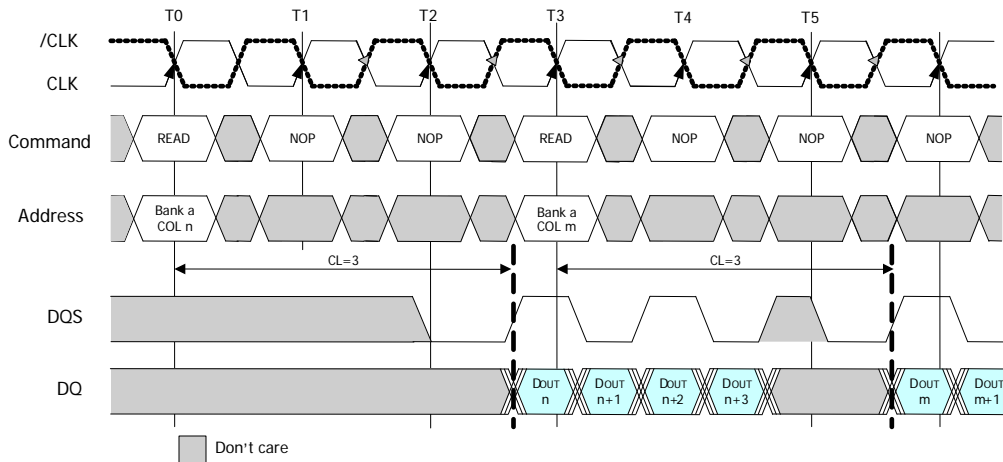 T0 T1 T2 T3 T4 T5
/CLK
CLK
Command READ NOP NOP READ NOP NOP NOP
Address Bank a COL n Bank a COL m
CL=3 CL=3
DQS
DQ DOUT n DOUT n+1 DOUT n+2 DOUT n+3 DOUT m DOUT m+1
Don't care